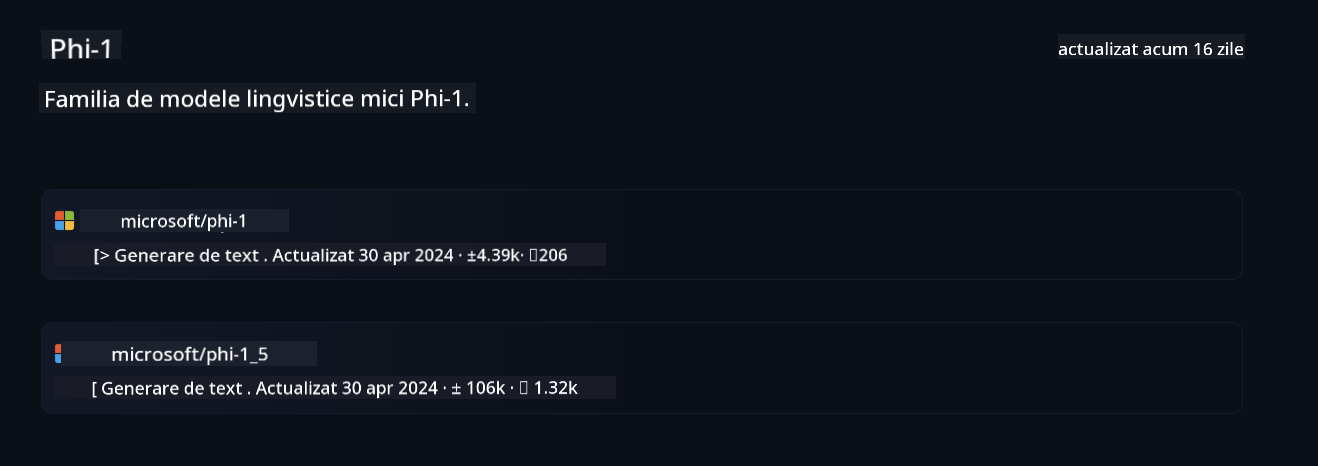 Phi-1
actualizat acum 16 zile
Familia de modele lingvistice mici Phi-1.
microsoft/phi-1
[> Generare de text . Actualizat 30 apr 2024 · ±4.39k· 206
microsoft/phi-1_5
[ Generare de text . Actualizat 30 apr 2024 · ± 106k · 1.32k